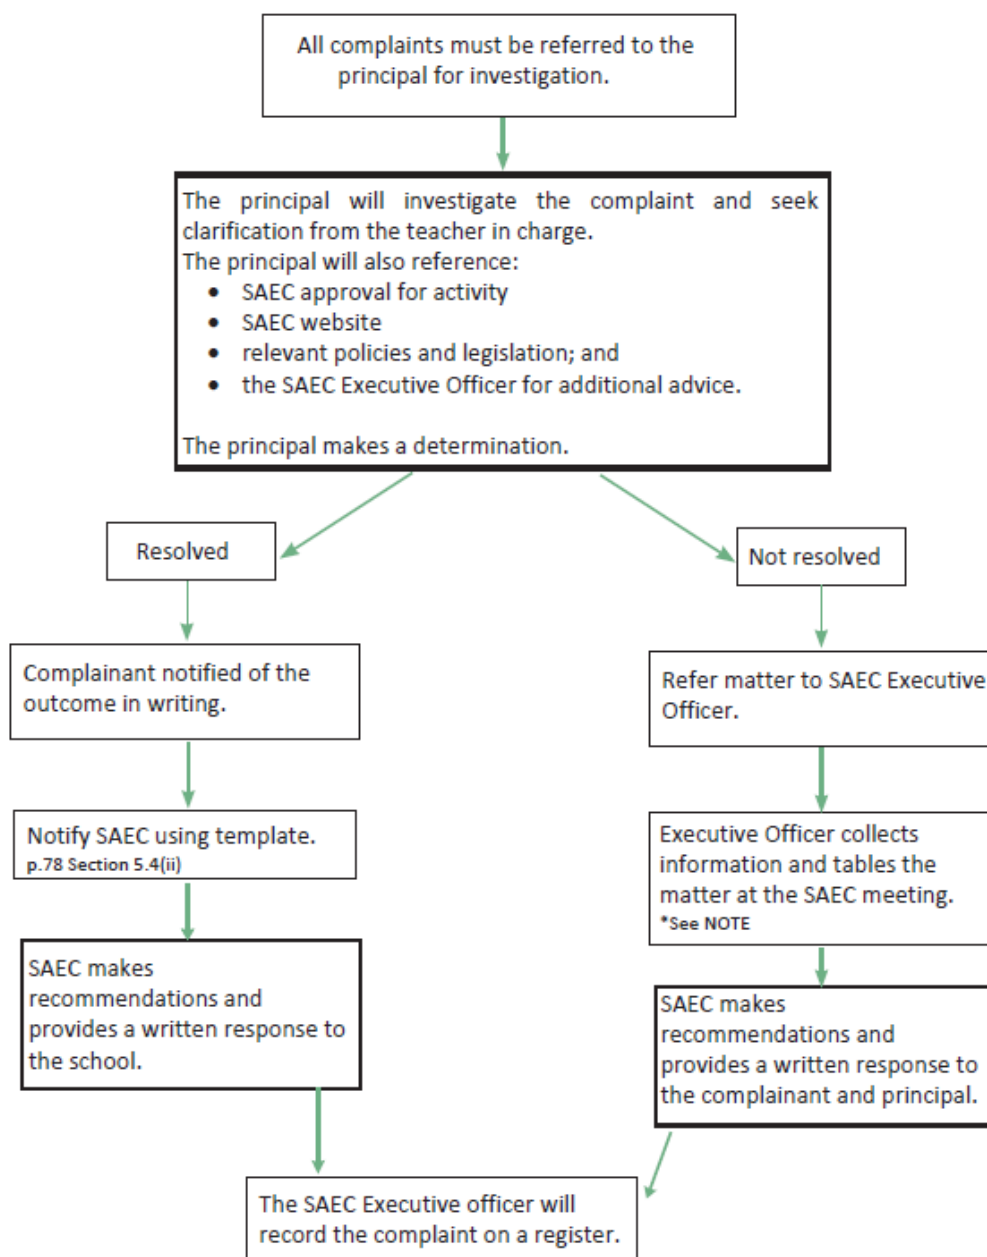 All complaints must be referred to the
principal for investigation.
The principal will investigate the complaint and seek
clarification from the teacher in charge.
The principal will also reference:
• SAEC approval for activity
• SAEC website
• relevant policies and legislation; and
• the SAEC Executive Officer for additional advice.
The principal makes a determination.
Resolved
Complainant notified of the
outcome in writing.
Notify SAEC using template.
p.78 Section 5.4(ii)
SAEC makes
recommendations and
provides a written response to
the school.
Not resolved
Refer matter to SAEC Executive
Officer.
Executive Officer collects
information and tables the
matter at the SAEC meeting.
*See NOTE
SAEC makes
recommendations and
provides a written response to
the complainant and principal.
The SAEC Executive officer will
record the complaint on a register.